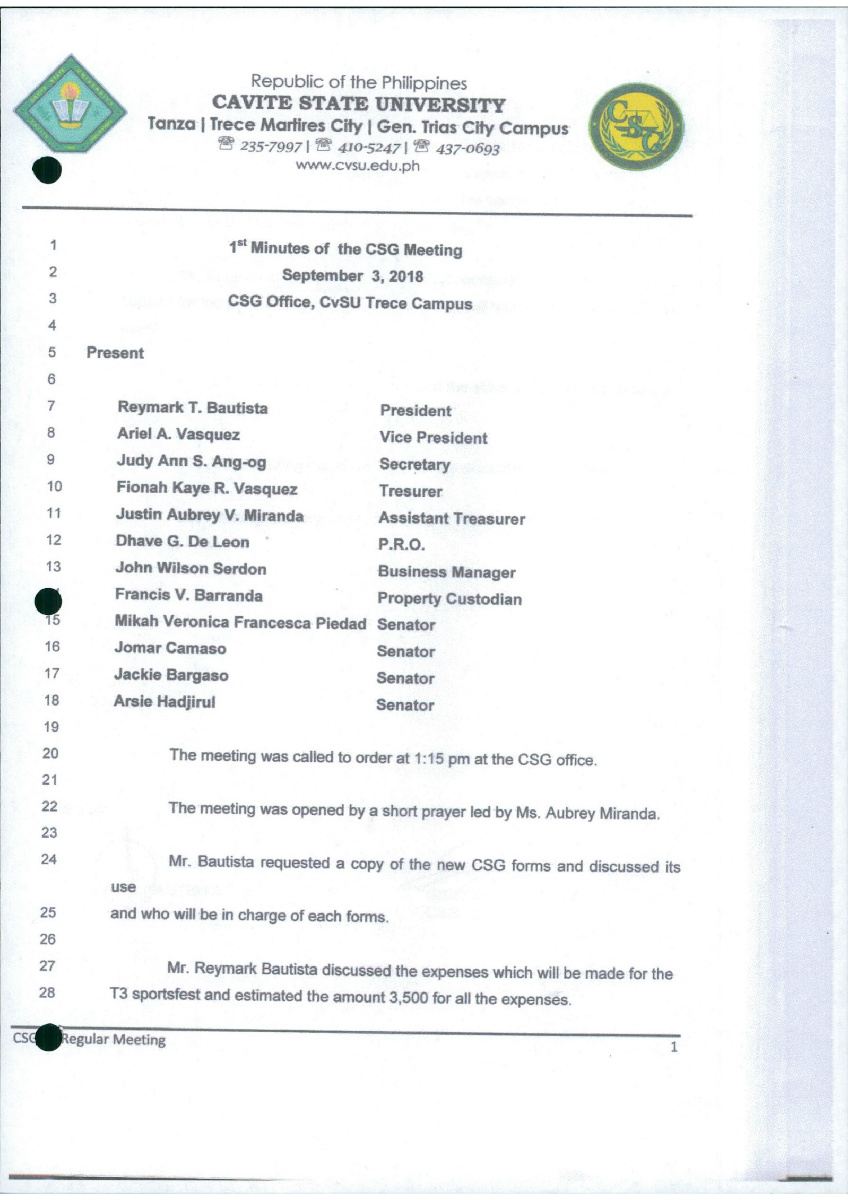 Republic of the Philippines
CAVITE STATE UNIVERSITY
Tanza | Trece Martires City | Gen. Trias City Campus
☏ 235-7997 | ☏ 410-5247 | ☏ 437-0693
www.cvsu.edu.ph
CSG
1 1st Minutes of the CSG Meeting
2 September 3, 2018
3 CSG Office, CvSU Trece Campus
4
5 Present
6
7 Reymark T. Bautista President
8 Ariel A. Vasquez Vice President
9 Judy Ann S. Ang-og Secretary
10 Fionah Kaye R. Vasquez Tresurer
11 Justin Aubrey V. Miranda Assistant Treasurer
12 Dhave G. De Leon P.R.O.
13 John Wilson Serdon Business Manager
Francis V. Barranda Property Custodian
15 Mikah Veronica Francesca Piedad Senator
16 Jomar Camaso Senator
17 Jackie Bargaso Senator
18 Arsie Hadjirul Senator
19
20 The meeting was called to order at 1:15 pm at the CSG office.
21
22 The meeting was opened by a short prayer led by Ms. Aubrey Miranda.
23
24 Mr. Bautista requested a copy of the new CSG forms and discussed its
use
25 and who will be in charge of each forms.
26
27 Mr. Reymark Bautista discussed the expenses which will be made for the
28 T3 sportsfest and estimated the amount 3,500 for all the expenses.
CSG Regular Meeting 1